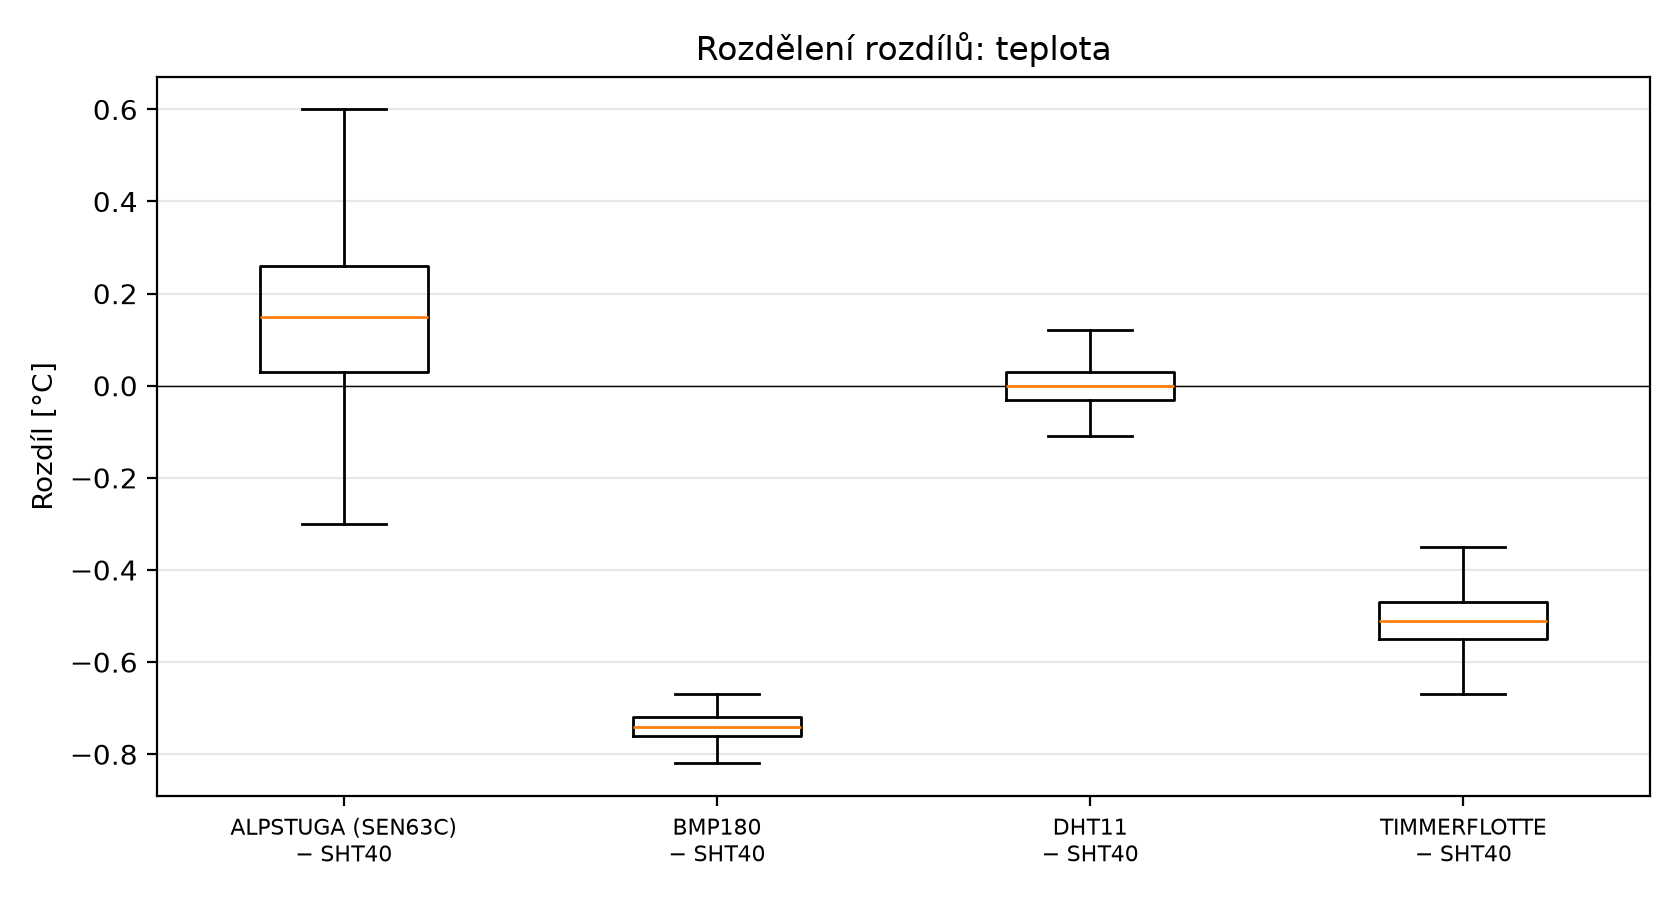 Rozdělení rozdílů: teplota
Rozdíl [°C]
0.6
0.4
0.2
0.0
−0.2
−0.4
−0.6
−0.8
ALPSTUGA (SEN63C)
− SHT40
BMP180
− SHT40
DHT11
− SHT40
TIMMERFLOTTE
− SHT40